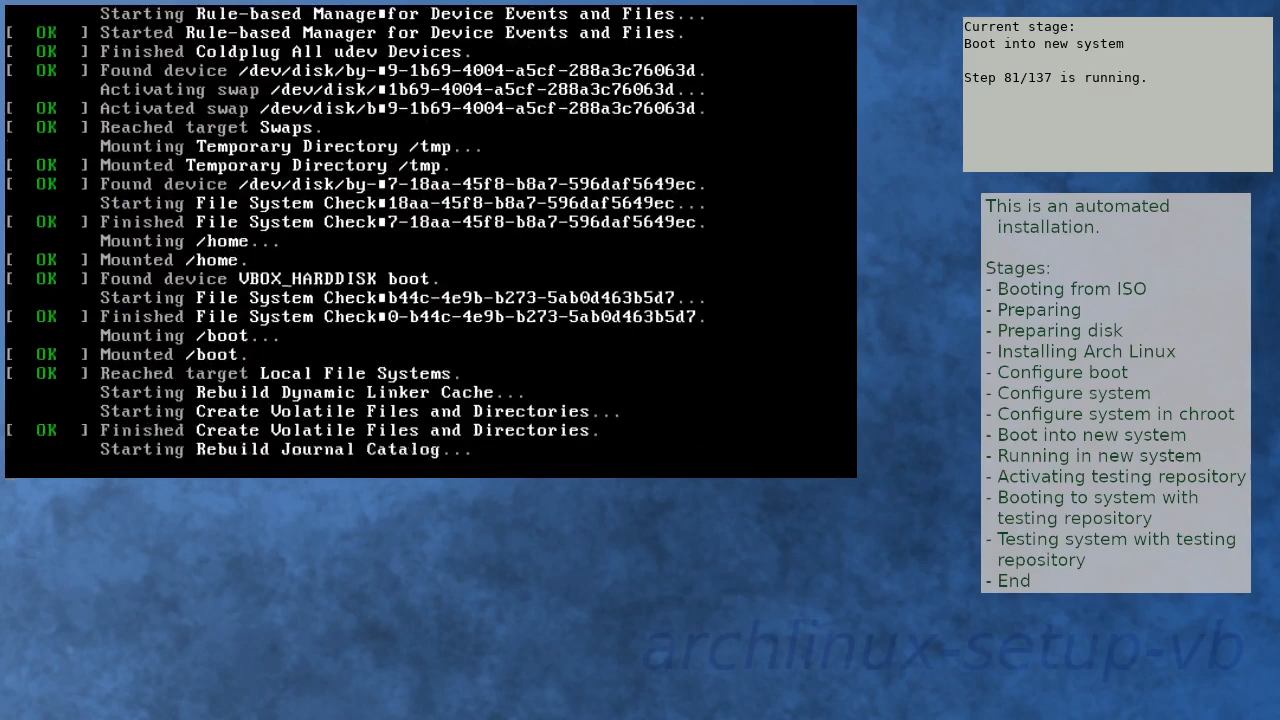 Starting Rule-based Manage∎for Device Events and Files...
[  OK  ] Started Rule-based Manager for Device Events and Files.
[  OK  ] Finished Coldplug All udev Devices.
[  OK  ] Found device /dev/disk/by-∎9-1b69-4004-a5cf-288a3c76063d.
Activating swap /dev/disk/∎1b69-4004-a5cf-288a3c76063d...
[  OK  ] Activated swap /dev/disk/b∎9-1b69-4004-a5cf-288a3c76063d.
[  OK  ] Reached target Swaps.
Mounting Temporary Directory /tmp...
[  OK  ] Mounted Temporary Directory /tmp.
[  OK  ] Found device /dev/disk/by-∎7-18aa-45f8-b8a7-596daf5649ec.
Starting File System Check∎18aa-45f8-b8a7-596daf5649ec...
[  OK  ] Finished File System Check∎7-18aa-45f8-b8a7-596daf5649ec.
Mounting /home...
[  OK  ] Mounted /home.
[  OK  ] Found device VBOX_HARDDISK boot.
Starting File System Check∎b44c-4e9b-b273-5ab0d463b5d7...
[  OK  ] Finished File System Check∎0-b44c-4e9b-b273-5ab0d463b5d7.
Mounting /boot...
[  OK  ] Mounted /boot.
[  OK  ] Reached target Local File Systems.
Starting Rebuild Dynamic Linker Cache...
Starting Create Volatile Files and Directories...
[  OK  ] Finished Create Volatile Files and Directories.
Starting Rebuild Journal Catalog...
Current stage:
Boot into new system
Step 81/137 is running.
This is an automated
installation.
Stages:
- Booting from ISO
- Preparing
- Preparing disk
- Installing Arch Linux
- Configure boot
- Configure system
- Configure system in chroot
- Boot into new system
- Running in new system
- Activating testing repository
- Booting to system with
testing repository
- Testing system with testing
repository
- End
archlinux-setup-vb